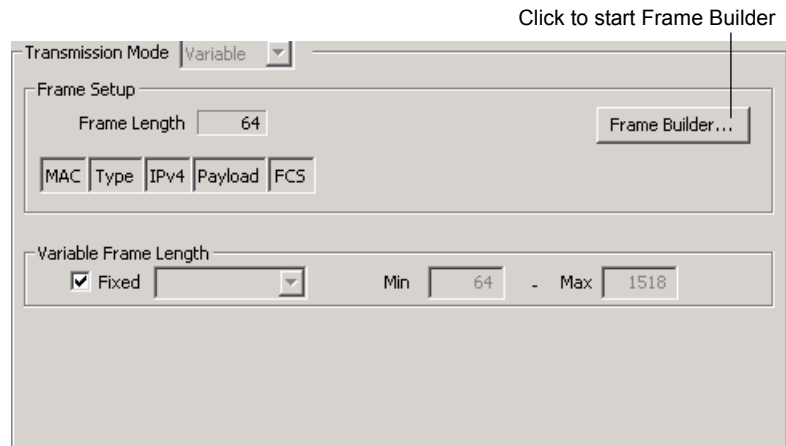 Click to start Frame Builder
Transmission Mode Variable
Frame Setup
Frame Length 64
Frame Builder...
MAC Type IPv4 Payload FCS
Variable Frame Length
Fixed Min 64 - Max 1518